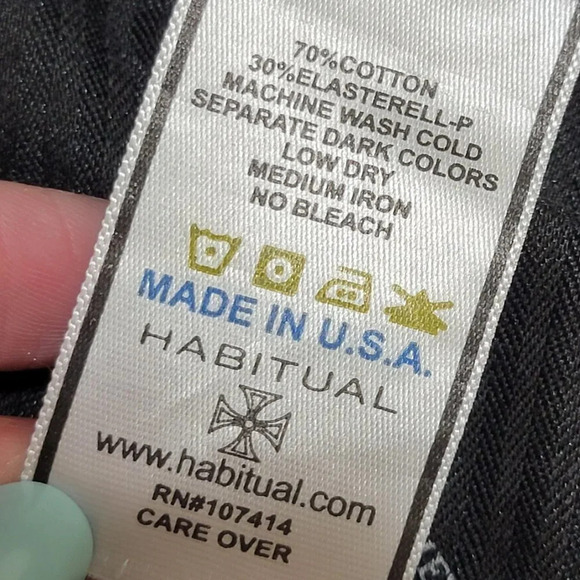 70%COTTON
30%ELASTERELL-P
MACHINE WASH COLD
SEPARATE DARK COLORS
LOW DRY
MEDIUM IRON
NO BLEACH
MADE IN U.S.A.
HABITUAL
www.habitual.com
RN#107414
CARE OVER